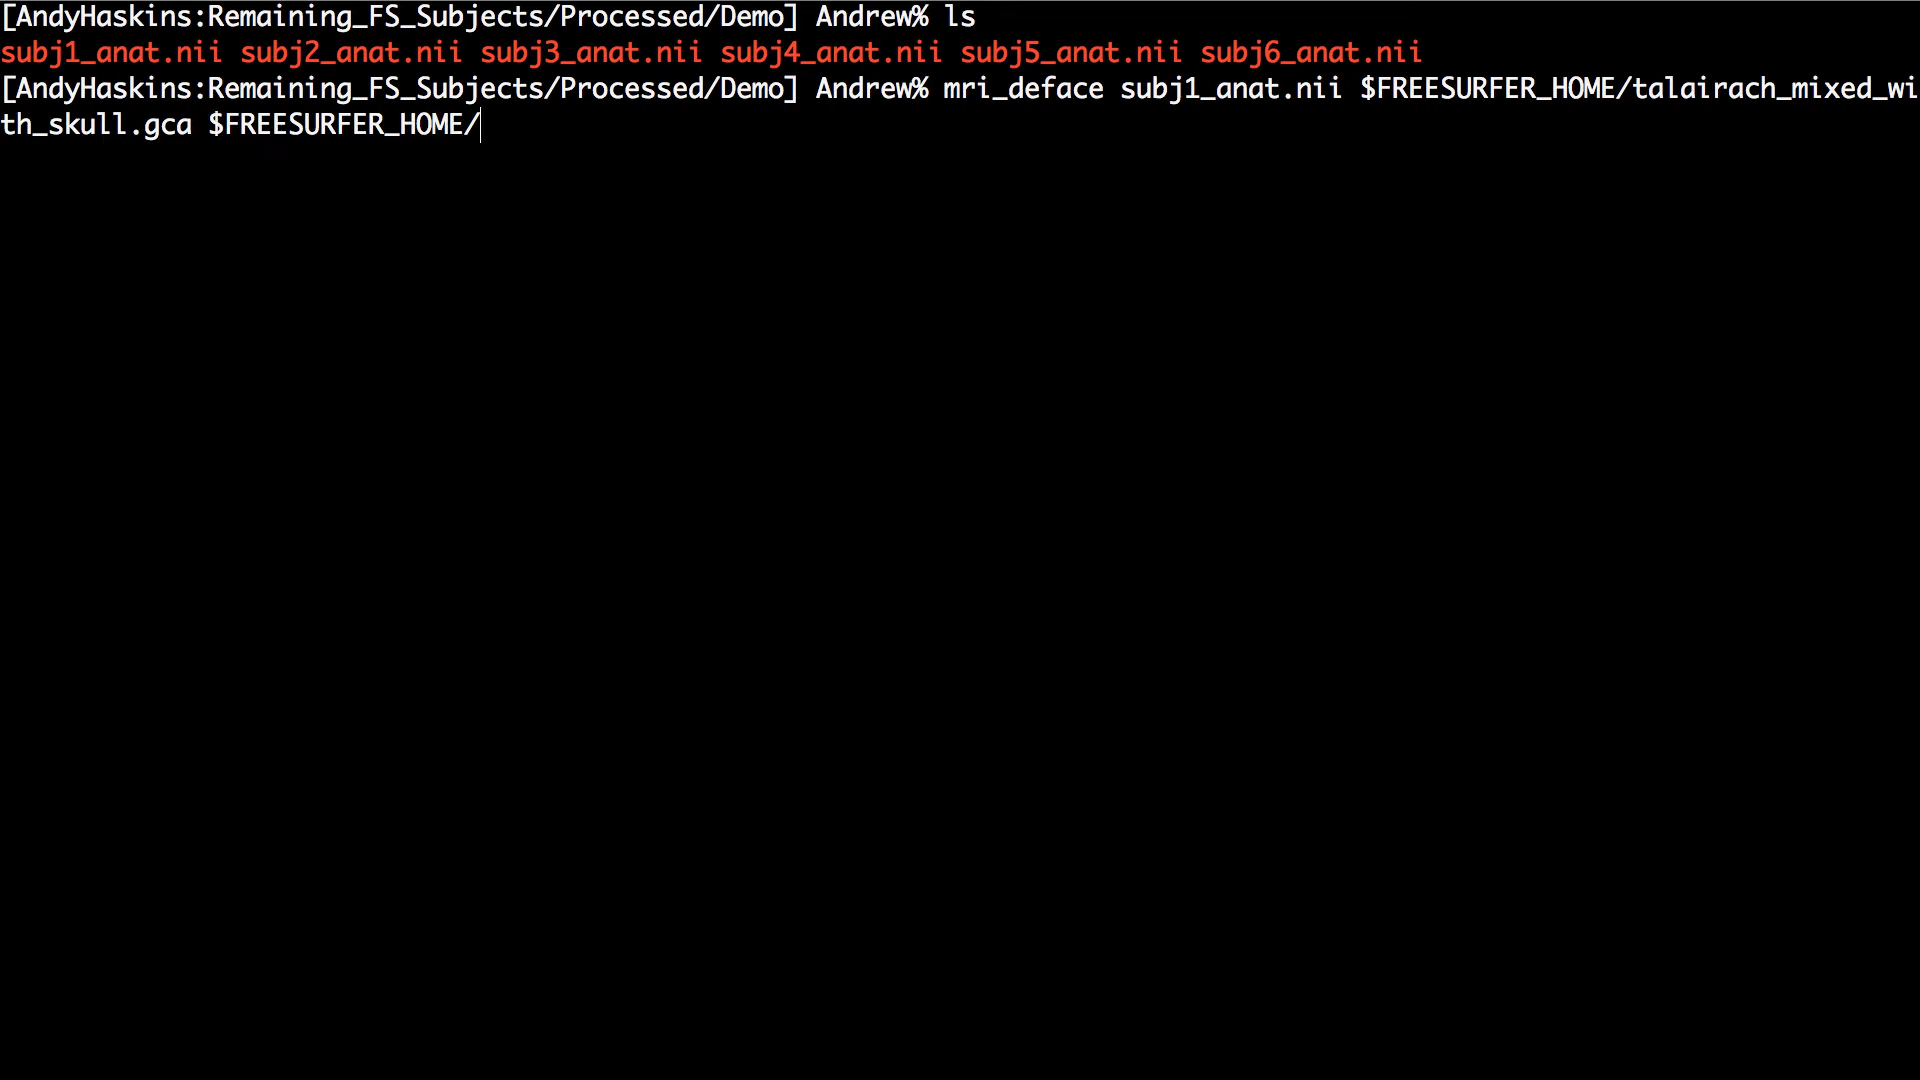 [AndyHaskins:Remaining_FS_Subjects/Processed/Demo] Andrew% ls
subj1_anat.nii subj2_anat.nii subj3_anat.nii subj4_anat.nii subj5_anat.nii subj6_anat.nii
[AndyHaskins:Remaining_FS_Subjects/Processed/Demo] Andrew% mri_deface subj1_anat.nii $FREESURFER_HOME/talairach_mixed_wi
th_skull.gca $FREESURFER_HOME/